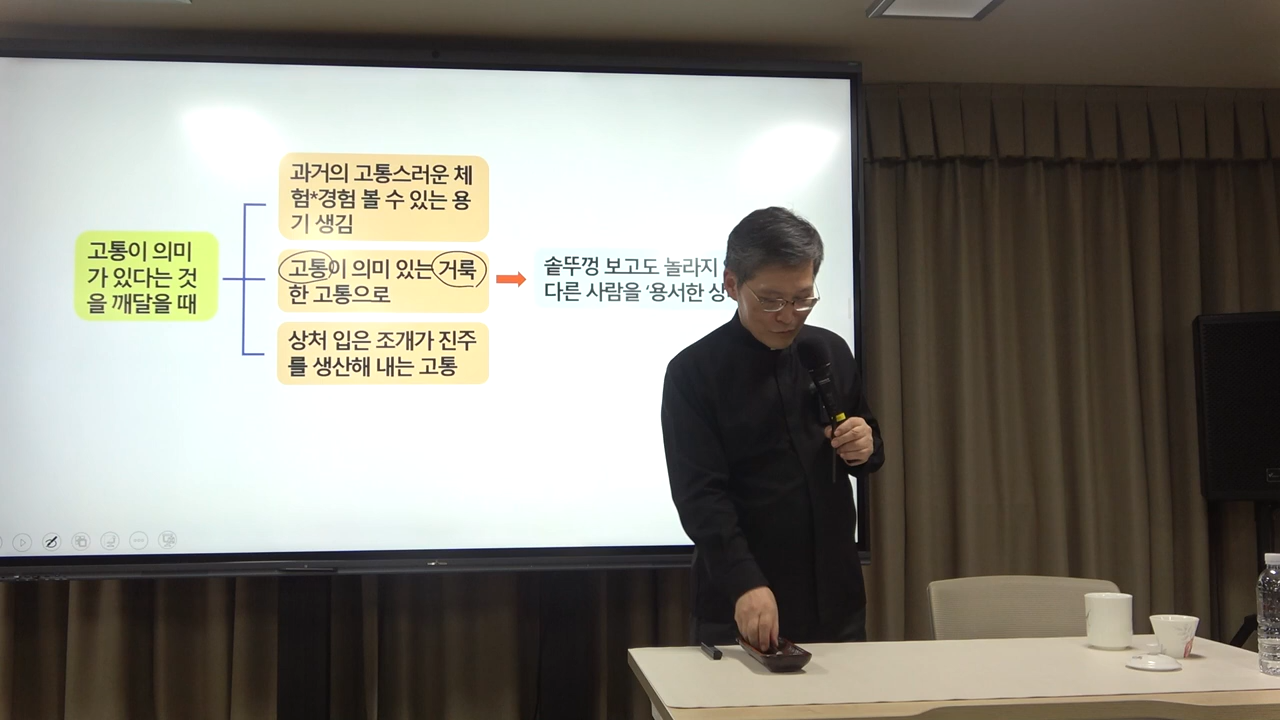 고통이 의미
가 있다는 것
을 깨달을 때
과거의 고통스러운 체
험*경험 볼 수 있는 용
기 생김
고통이 의미 있는 거룩
한 고통으로
상처 입은 조개가 진주
를 생산해 내는 고통
솥뚜껑 보고도 놀라지
다른 사람을 ‘용서한